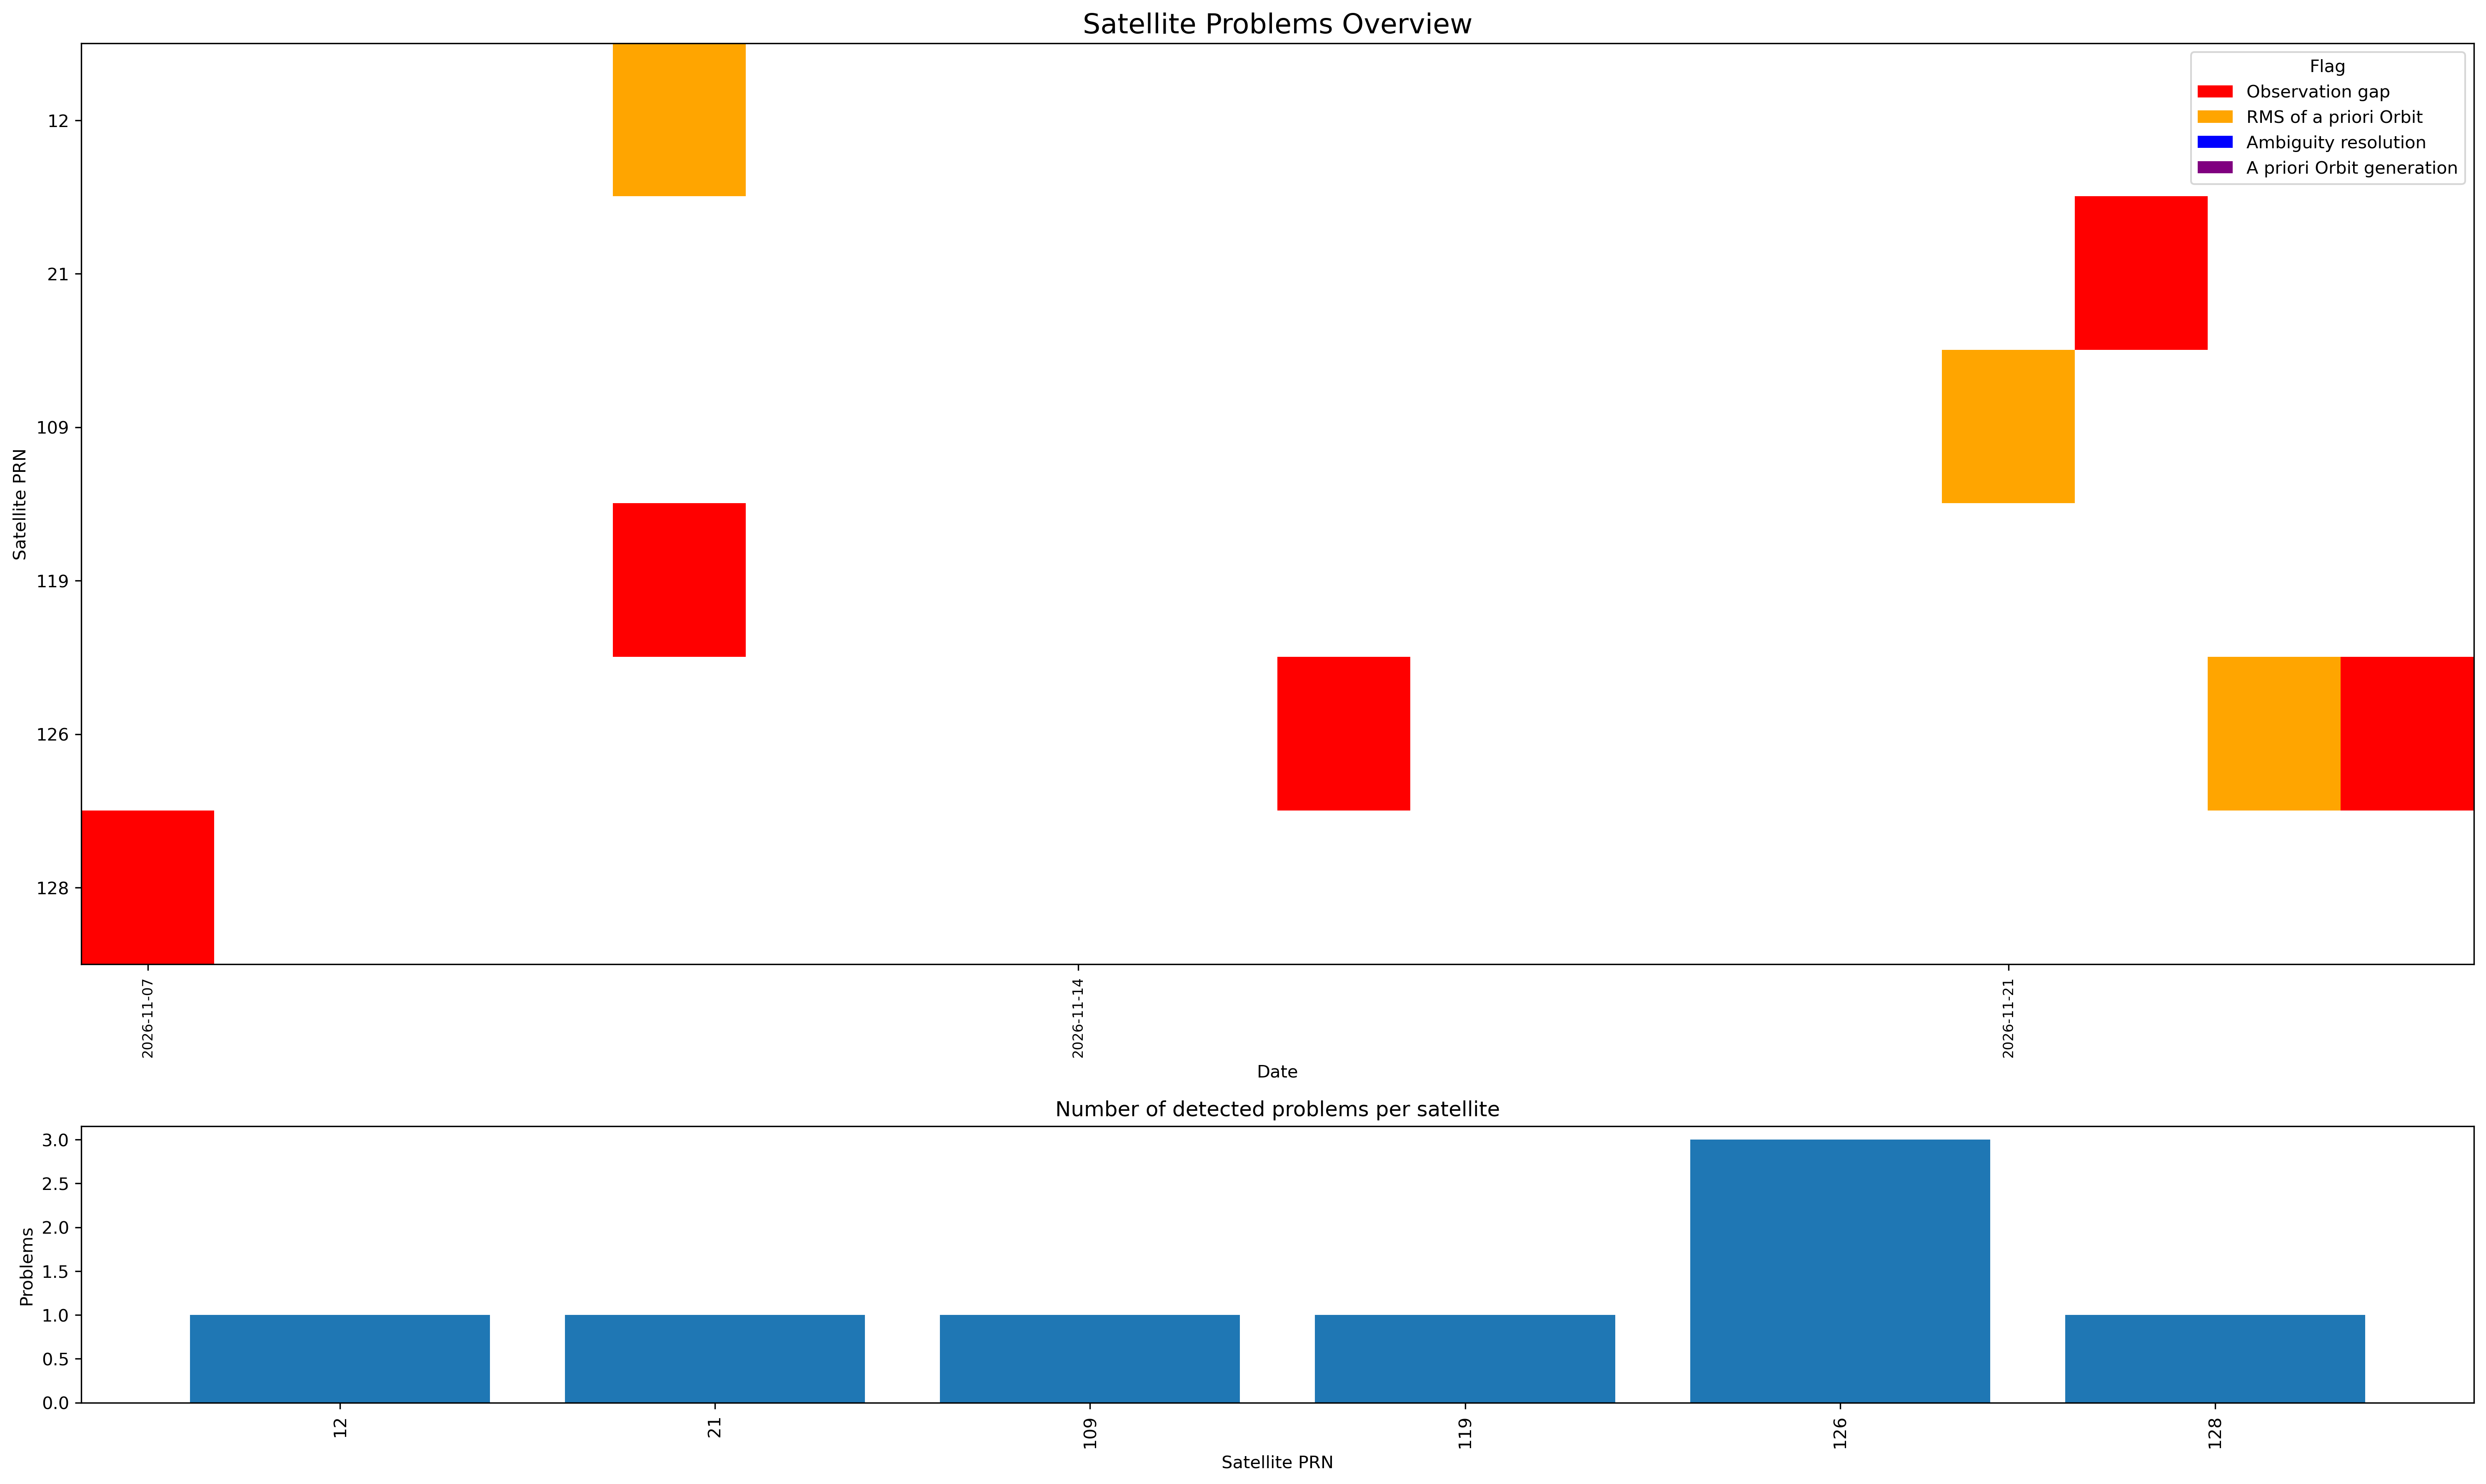 Satellite Problems Overview
Flag
Observation gap
RMS of a priori Orbit
Ambiguity resolution
A priori Orbit generation
Satellite PRN
12
21
109
119
126
128
2026-11-07
2026-11-14
2026-11-21
Date
Number of detected problems per satellite
Problems
3.0
2.5
2.0
1.5
1.0
0.5
0.0
12
21
109
119
126
128
Satellite PRN